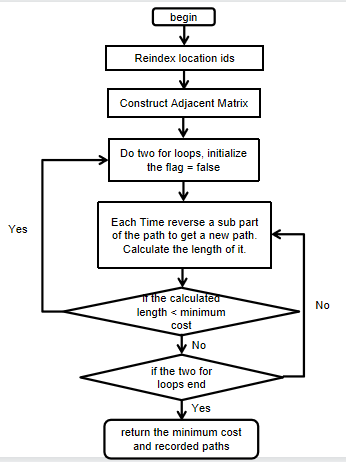 begin
Reindex location ids
Construct Adjacent Matrix
Do two for loops, initialize
the flag = false
Yes
Each Time reverse a sub part
of the path to get a new path.
Calculate the length of it.
if the calculated
length < minimum
cost
No
No
if the two for
loops end
Yes
return the minimum cost
and recorded paths